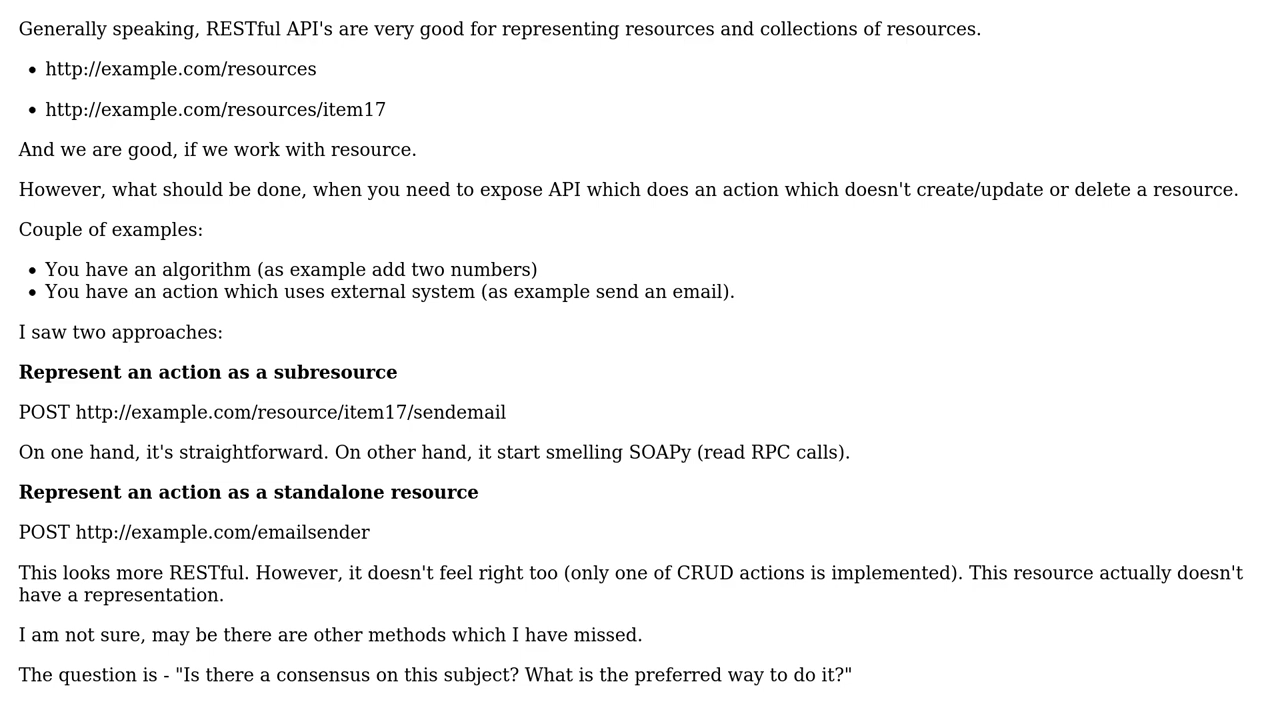 Generally speaking, RESTful API's are very good for representing resources and collections of resources.
• http://example.com/resources
• http://example.com/resources/item17
And we are good, if we work with resource.
However, what should be done, when you need to expose API which does an action which doesn't create/update or delete a resource.
Couple of examples:
• You have an algorithm (as example add two numbers)
• You have an action which uses external system (as example send an email).
I saw two approaches:
Represent an action as a subresource
POST http://example.com/resource/item17/sendemail
On one hand, it's straightforward. On other hand, it start smelling SOAPy (read RPC calls).
Represent an action as a standalone resource
POST http://example.com/emailsender
This looks more RESTful. However, it doesn't feel right too (only one of CRUD actions is implemented). This resource actually doesn't
have a representation.
I am not sure, may be there are other methods which I have missed.
The question is - "Is there a consensus on this subject? What is the preferred way to do it?"